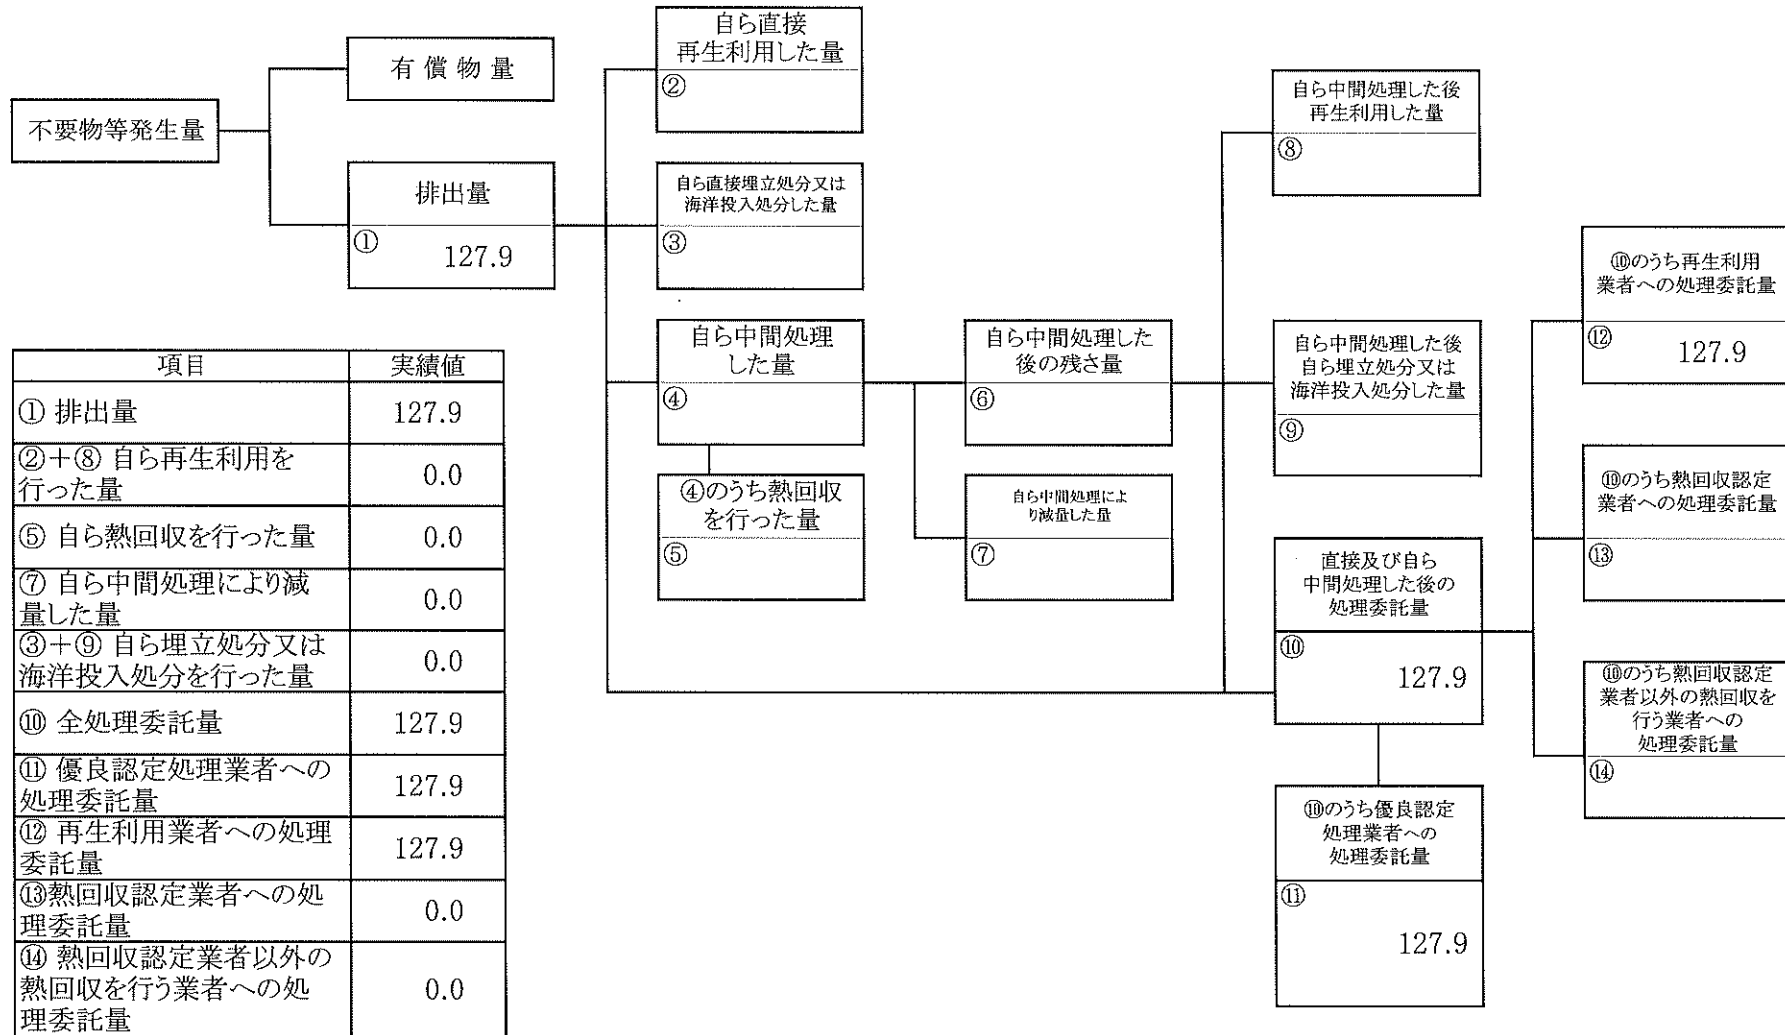 不要物等発生量
有償物量
排出量
①
127.9
自ら直接
再生利用した量
②
自ら直接埋立処分又は
海洋投入処分した量
③
自ら中間処理
した量
④
④のうち熱回収
を行った量
⑤
自ら中間処理した
後の残さ量
⑥
自ら中間処理によ
り減量した量
⑦
自ら中間処理した後
再生利用した量
⑧
自ら中間処理した後
自ら埋立処分又は
海洋投入処分した量
⑨
直接及び自ら
中間処理した後の
処理委託量
⑩
127.9
⑩のうち優良認定
処理業者への
処理委託量
⑪
127.9
⑩のうち再生利用
業者への処理委託量
⑫
127.9
⑩のうち熱回収認定
業者への処理委託量
⑬
⑩のうち熱回収認定
業者以外の熱回収を
行う業者への
処理委託量
⑭
項目 実績値
① 排出量 127.9
②+⑧ 自ら再生利用を
行った量 0.0
⑤ 自ら熱回収を行った量 0.0
⑦ 自ら中間処理により減
量した量 0.0
③+⑨ 自ら埋立処分又は
海洋投入処分を行った量 0.0
⑩ 全処理委託量 127.9
⑪ 優良認定処理業者への
処理委託量 127.9
⑫ 再生利用業者への処理
委託量 127.9
⑬熱回収認定業者への処
理委託量 0.0
⑭ 熱回収認定業者以外の
熱回収を行う業者への処
理委託量 0.0